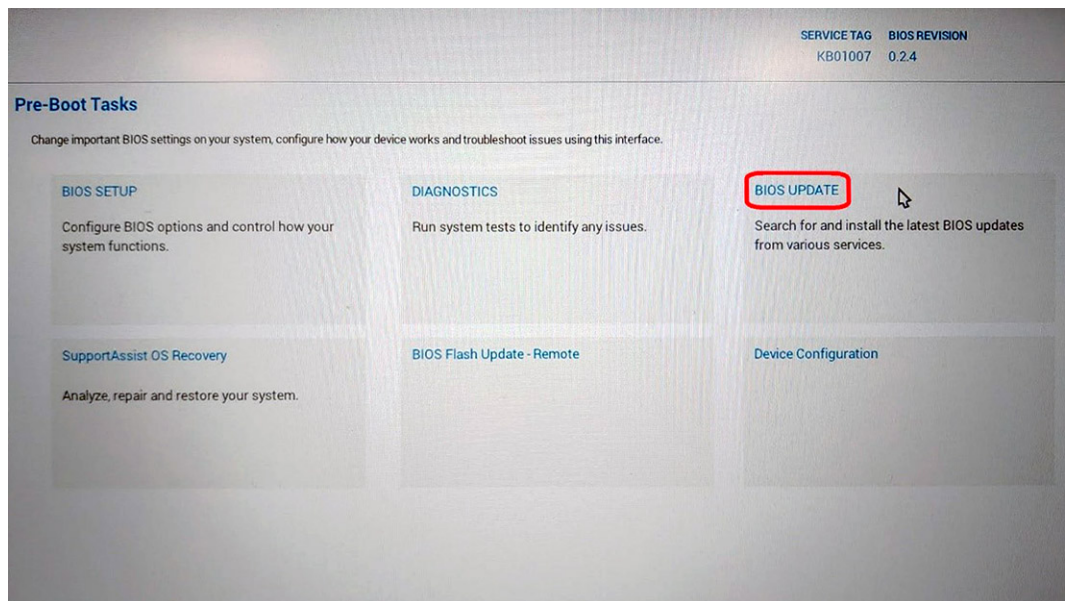 SERVICE TAG BIOS REVISION
KB01007 0.2.4
Pre-Boot Tasks
Change important BIOS settings on your system, configure how your device works and troubleshoot issues using this interface.
BIOS SETUP
Configure BIOS options and control how your
system functions.
DIAGNOSTICS
Run system tests to identify any issues.
BIOS UPDATE
Search for and install the latest BIOS updates
from various services.
SupportAssist OS Recovery
Analyze, repair and restore your system.
BIOS Flash Update - Remote
Device Configuration